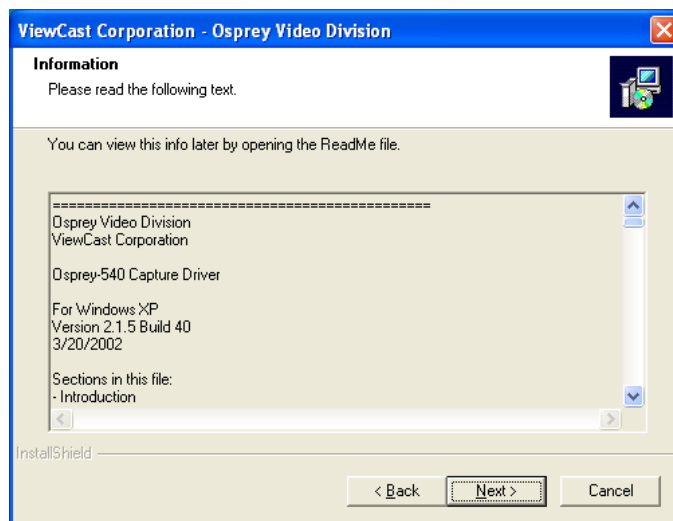 ViewCast Corporation - Osprey Video Division
Information
Please read the following text.
You can view this info later by opening the ReadMe file.
===============================================
Osprey Video Division
ViewCast Corporation
Osprey-540 Capture Driver
For Windows XP
Version 2.1.5 Build 40
3/20/2002
Sections in this file:
- Introduction
InstallShield
< Back
Next >
Cancel